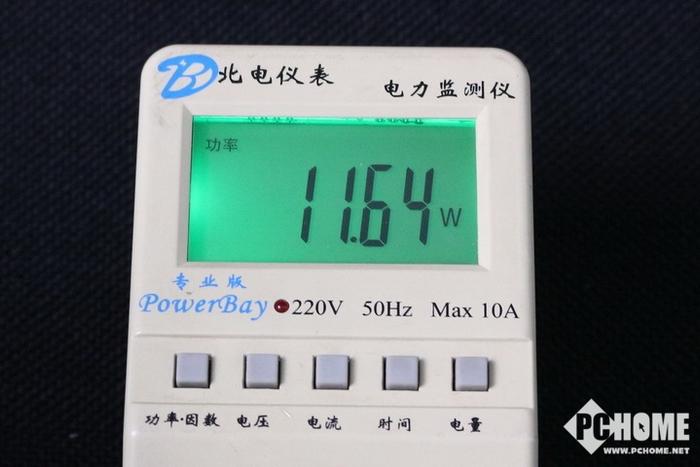 北电仪表
电力监测仪
功率
11.64 W
专业版
PowerBay 220V 50Hz Max 10A
功率·因数 电压 电流 时间 电量
PCHOME
WWW.PCHOME.NET